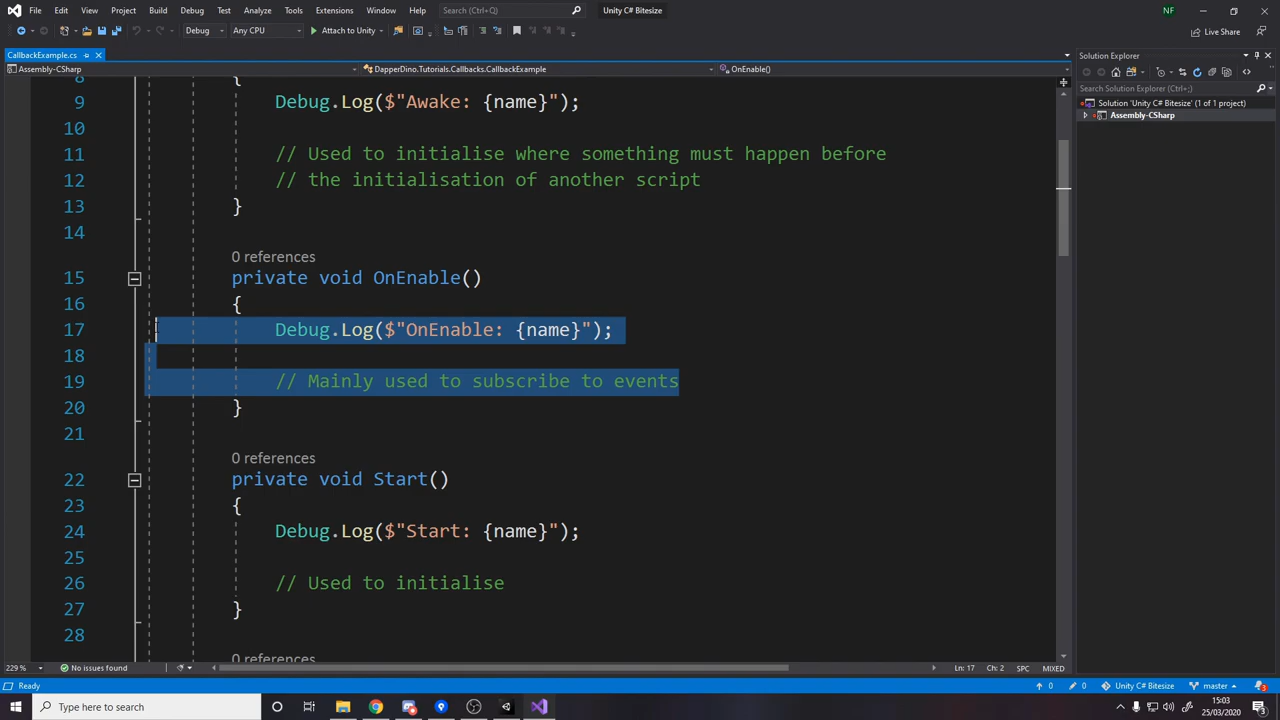 File Edit View Git Project Build Debug Test Analyze Tools Extensions Window Help Search (Ctrl+Q) Unity C# Bitesize NF
Debug Any CPU Attach to Unity Live Share
CallbackExample.cs Solution Explorer
Assembly-CSharp DapperDino.Tutorials.Callbacks.CallbackExample OnEnable()
Search Solution Explorer (Ctrl+;)
Solution 'Unity C# Bitesize' (1 of 1 project)
Assembly-CSharp
8 {
9 Debug.Log($"Awake: {name}");
10
11 // Used to initialise where something must happen before
12 // the initialisation of another script
13 }
14
0 references
15 private void OnEnable()
16 {
17 Debug.Log($"OnEnable: {name}");
18
19 // Mainly used to subscribe to events
20 }
21
0 references
22 private void Start()
23 {
24 Debug.Log($"Start: {name}");
25
26 // Used to initialise
27 }
28
0 references
229 % No issues found Ln: 17 Ch: 2 SPC MIXED
Ready 0 0 Unity C# Bitesize master 3
Type here to search
15:03
25/03/2020